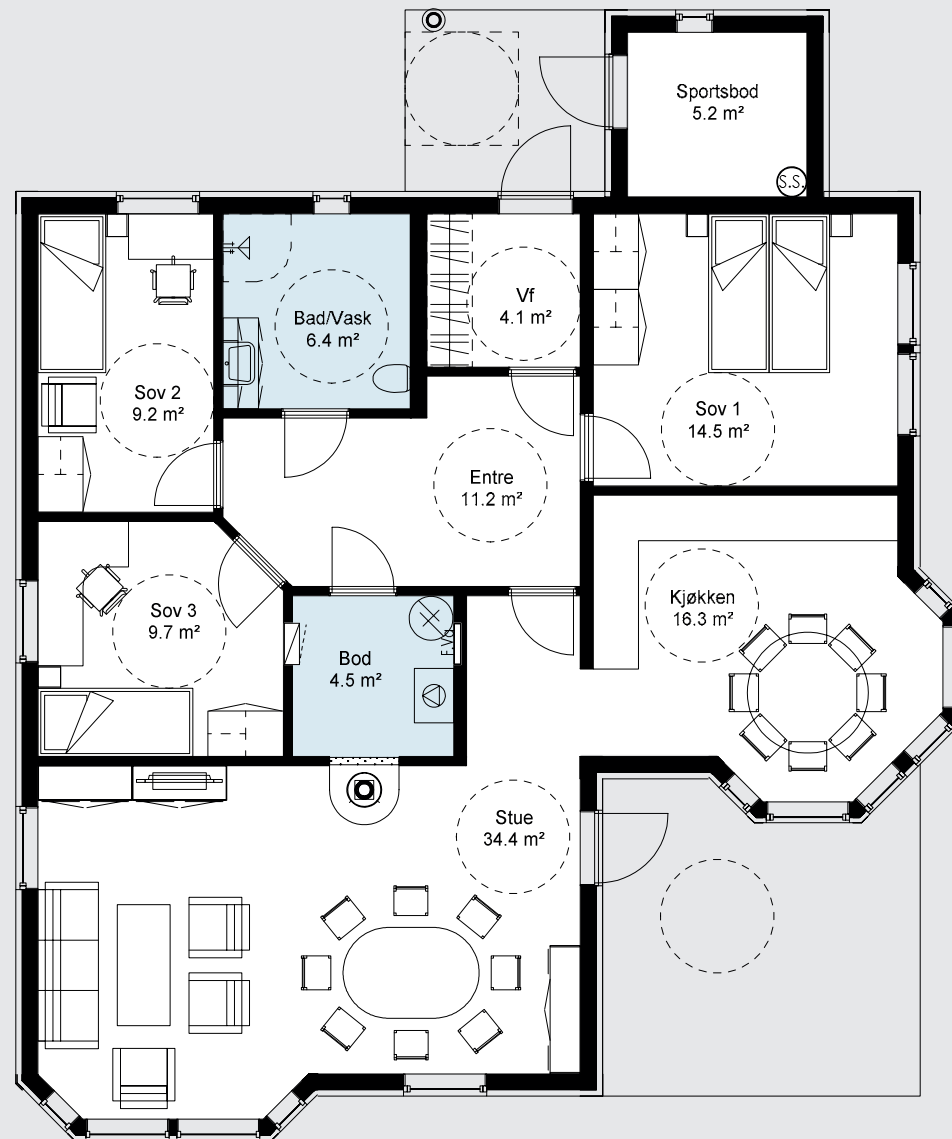 Sportsbod
5.2 m²
S.S.
Bad/Vask
6.4 m²
Vf
4.1 m²
Sov 2
9.2 m²
Sov 1
14.5 m²
Entre
11.2 m²
Sov 3
9.7 m²
Kjøkken
16.3 m²
Bod
4.5 m²
Stue
34.4 m²